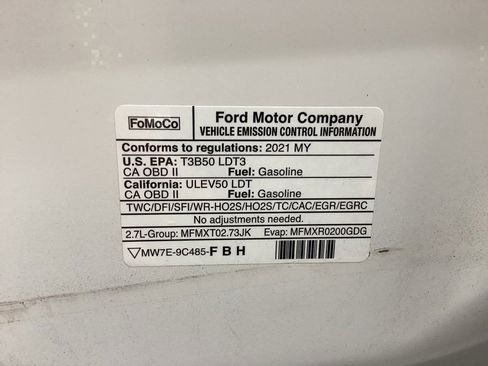 FoMoCo
Ford Motor Company
VEHICLE EMISSION CONTROL INFORMATION
Conforms to regulations: 2021 MY
U.S. EPA: T3B50 LDT3
CA OBD II Fuel: Gasoline
California: ULEV50 LDT
CA OBD II Fuel: Gasoline
TWC/DFI/SFI/WR-HO2S/HO2S/TC/CAC/EGR/EGRC
No adjustments needed.
2.7L-Group: MFMXT02.73JK Evap: MFMXR0200GDG
MW7E-9C485-F B H